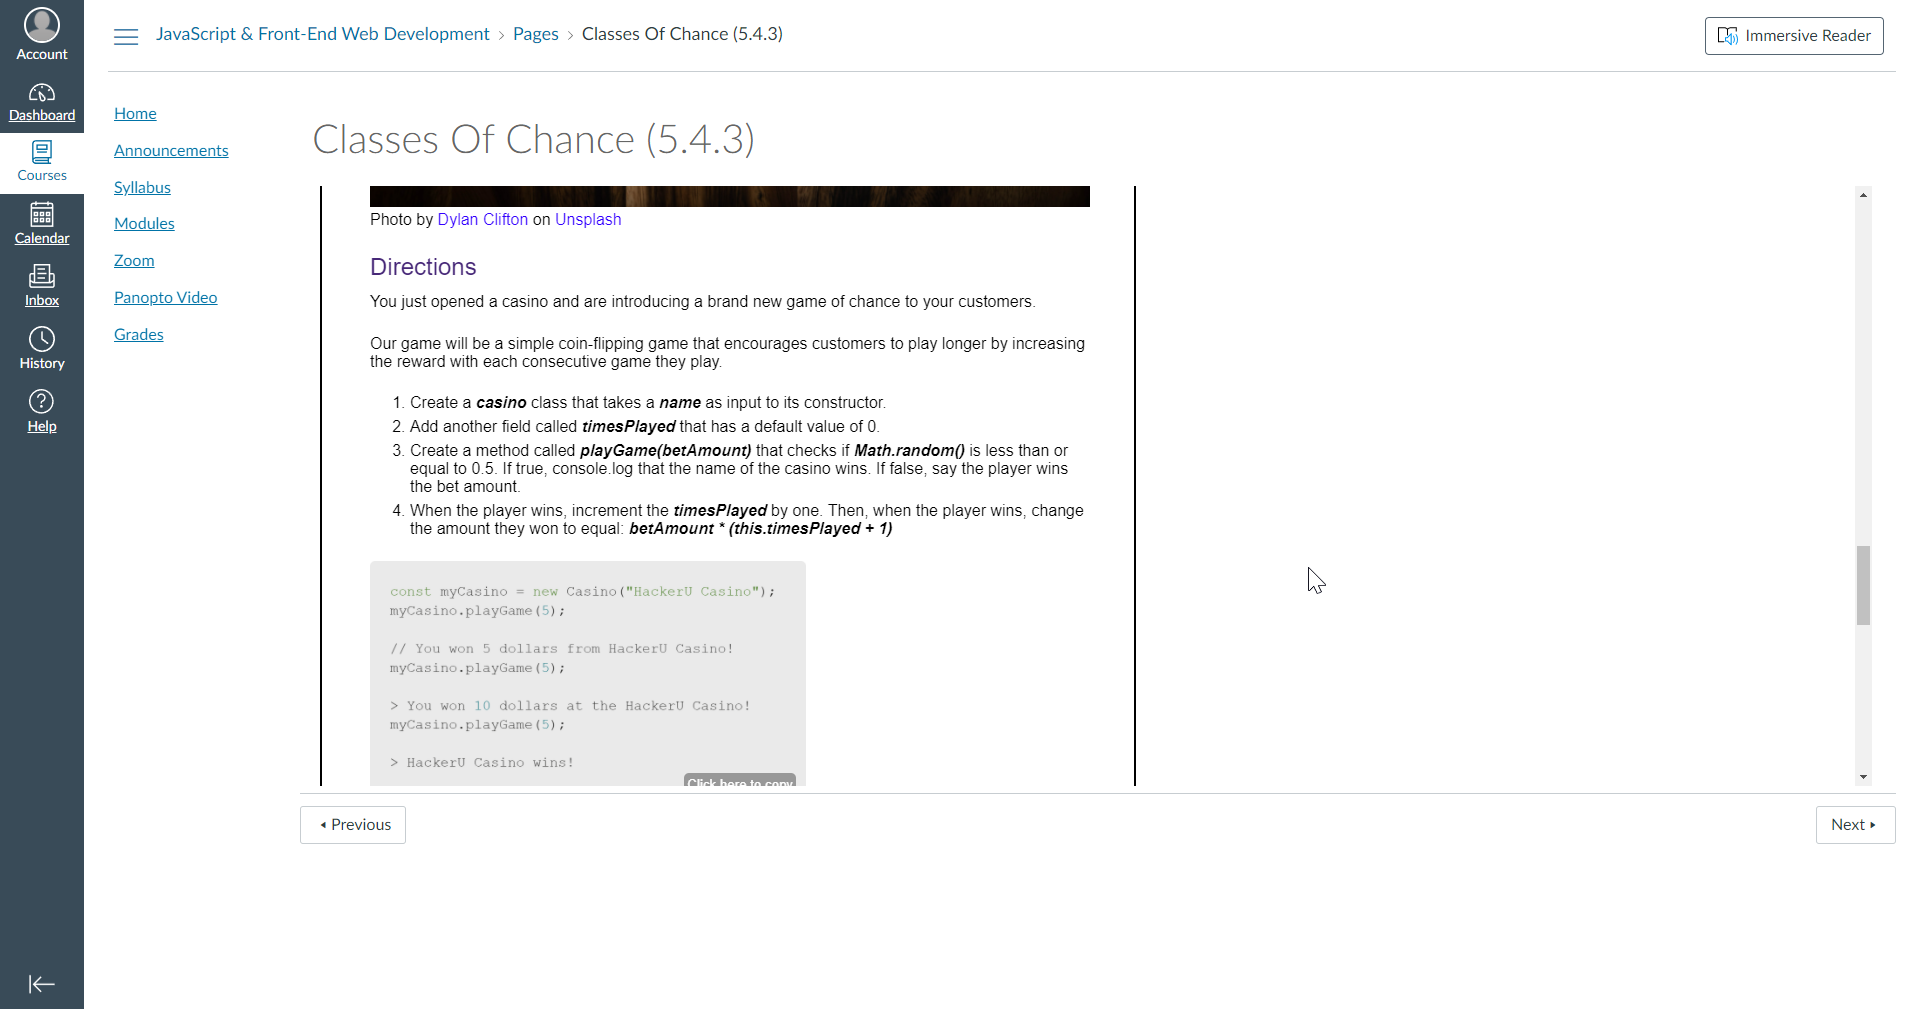 Account
Dashboard
Courses
Calendar
Inbox
History
Help
JavaScript & Front-End Web Development › Pages › Classes Of Chance (5.4.3)
Immersive Reader
Home
Announcements
Syllabus
Modules
Zoom
Panopto Video
Grades
Classes Of Chance (5.4.3)
Photo by Dylan Clifton on Unsplash
Directions
You just opened a casino and are introducing a brand new game of chance to your customers.
Our game will be a simple coin-flipping game that encourages customers to play longer by increasing
the reward with each consecutive game they play.
1. Create a casino class that takes a name as input to its constructor.
2. Add another field called timesPlayed that has a default value of 0.
3. Create a method called playGame(betAmount) that checks if Math.random() is less than or
equal to 0.5. If true, console.log that the name of the casino wins. If false, say the player wins
the bet amount.
4. When the player wins, increment the timesPlayed by one. Then, when the player wins, change
the amount they won to equal: betAmount * (this.timesPlayed + 1)
const myCasino = new Casino("HackerU Casino");
myCasino.playGame(5);
// You won 5 dollars from HackerU Casino!
myCasino.playGame(5);
> You won 10 dollars at the HackerU Casino!
myCasino.playGame(5);
> HackerU Casino wins!
Click here to copy
Previous
Next